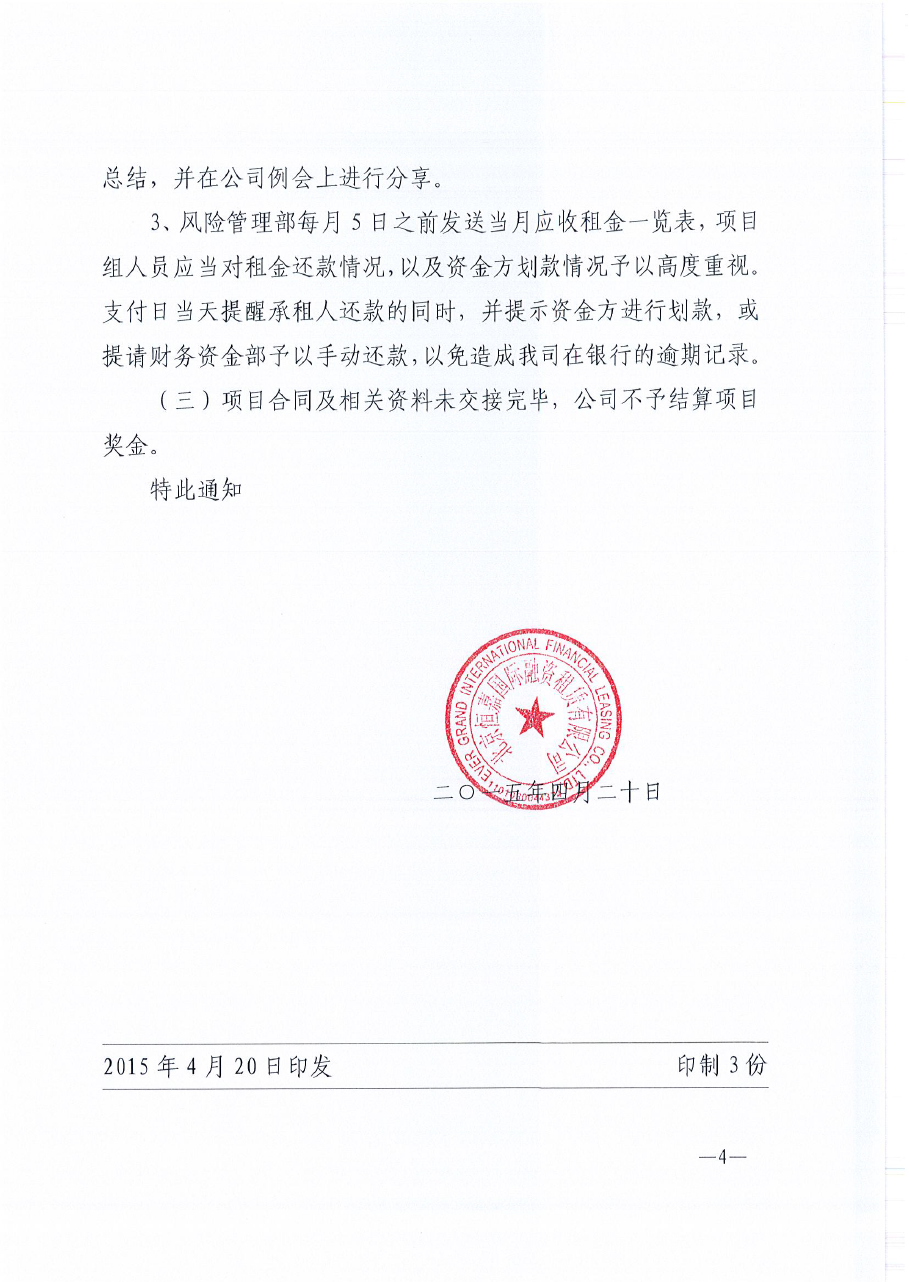 总结，并在公司例会上进行分享。
3、风险管理部每月 5 日之前发送当月应收租金一览表，项目
组人员应当对租金还款情况，以及资金方划款情况予以高度重视。
支付日当天提醒承租人还款的同时，并提示资金方进行划款，或
提请财务资金部予以手动还款，以免造成我司在银行的逾期记录。
（三）项目合同及相关资料未交接完毕，公司不予结算项目
奖金。
特此通知
EVER GRAND INTERNATIONAL FINANCIAL LEASING CO., LTD
北京恒嘉国际融资租赁有限公司
二〇一五年四月二十日
2015 年 4 月 20 日印发 印制 3 份
—4—